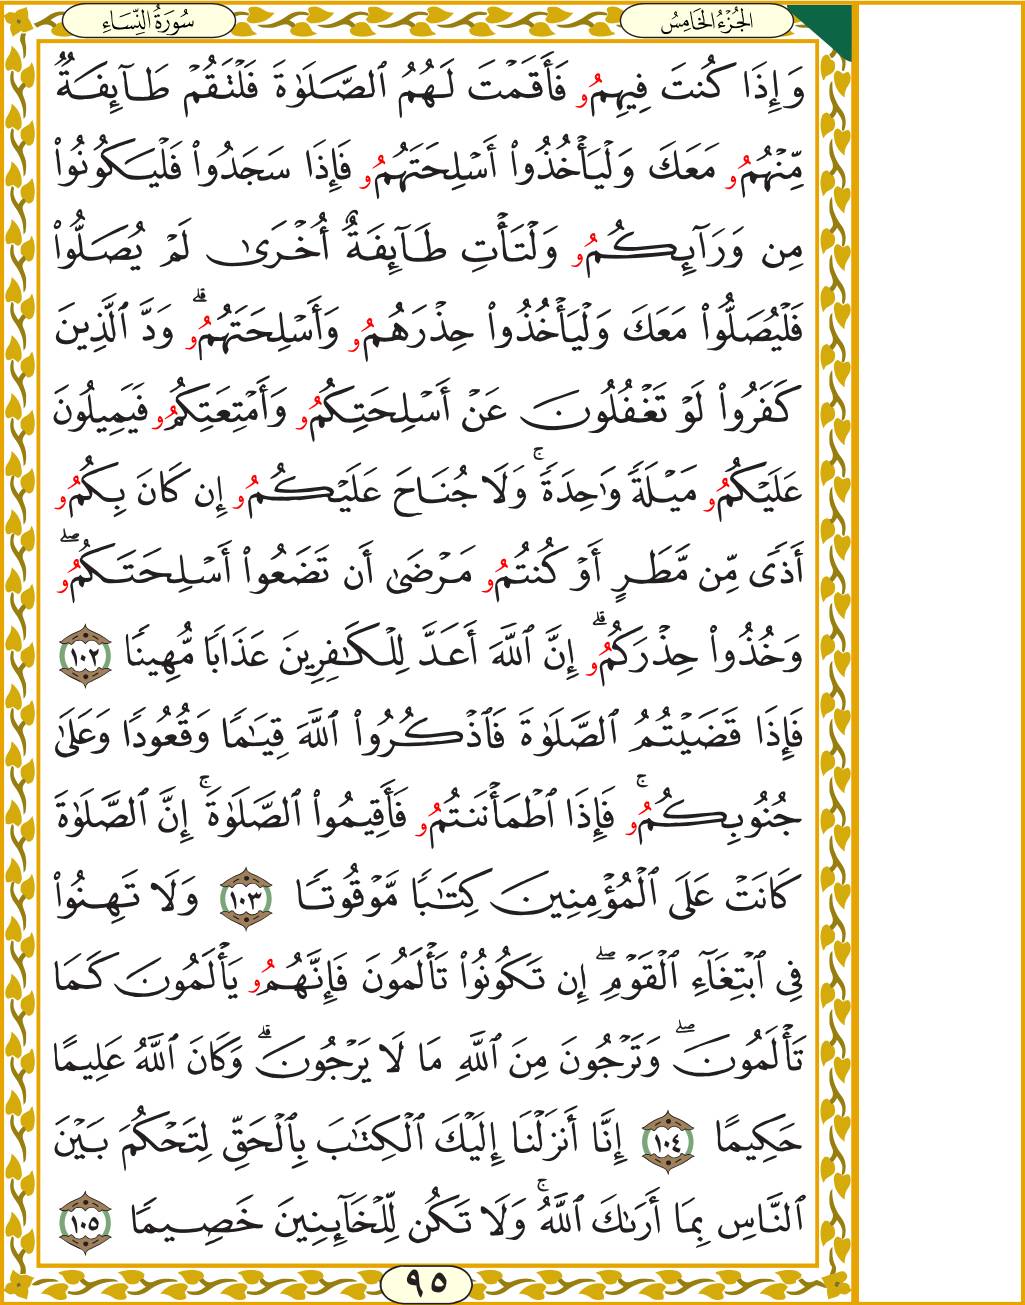 الجُزْءُ الخَامِسُ
سُورَةُ النِّسَاءِ
وَإِذَا كُنتَ فِيهِمُۥ فَأَقَمْتَ لَهُمُ ٱلصَّلَوٰةَ فَلْتَقُمْ طَآئِفَةٌ
مِّنْهُمُۥ مَعَكَ وَلْيَأْخُذُوا۟ أَسْلِحَتَهُمُۥ فَإِذَا سَجَدُوا۟ فَلْيَكُونُوا۟
مِن وَرَآئِكُمُۥ وَلْتَأْتِ طَآئِفَةٌ أُخْرَىٰ لَمْ يُصَلُّوا۟
فَلْيُصَلُّوا۟ مَعَكَ وَلْيَأْخُذُوا۟ حِذْرَهُمُۥ وَأَسْلِحَتَهُمُۥ ۗ وَدَّ ٱلَّذِينَ
كَفَرُوا۟ لَوْ تَغْفُلُونَ عَنْ أَسْلِحَتِكُمُۥ وَأَمْتِعَتِكُمُۥ فَيَمِيلُونَ
عَلَيْكُمُۥ مَيْلَةً وَٰحِدَةً ۚ وَلَا جُنَاحَ عَلَيْكُمُۥ إِن كَانَ بِكُمُۥ
أَذًى مِّن مَّطَرٍ أَوْ كُنتُمُۥ مَرْضَىٰ أَن تَضَعُوا۟ أَسْلِحَتَكُمُۥ ۖ
وَخُذُوا۟ حِذْرَكُمُۥ ۗ إِنَّ ٱللَّهَ أَعَدَّ لِلْكَـٰفِرِينَ عَذَابًا مُّهِينًا ١٠٢
فَإِذَا قَضَيْتُمُ ٱلصَّلَوٰةَ فَٱذْكُرُوا۟ ٱللَّهَ قِيَـٰمًا وَقُعُودًا وَعَلَىٰ
جُنُوبِكُمُۥ ۚ فَإِذَا ٱطْمَأْنَنتُمُۥ فَأَقِيمُوا۟ ٱلصَّلَوٰةَ ۚ إِنَّ ٱلصَّلَوٰةَ
كَانَتْ عَلَى ٱلْمُؤْمِنِينَ كِتَـٰبًا مَّوْقُوتًا ١٠٣ وَلَا تَهِنُوا۟
فِى ٱبْتِغَآءِ ٱلْقَوْمِ ۖ إِن تَكُونُوا۟ تَأْلَمُونَ فَإِنَّهُمُۥ يَأْلَمُونَ كَمَا
تَأْلَمُونَ ۖ وَتَرْجُونَ مِنَ ٱللَّهِ مَا لَا يَرْجُونَ ۗ وَكَانَ ٱللَّهُ عَلِيمًا
حَكِيمًا ١٠٤ إِنَّا أَنزَلْنَا إِلَيْكَ ٱلْكِتَـٰبَ بِٱلْحَقِّ لِتَحْكُمَ بَيْنَ
ٱلنَّاسِ بِمَا أَرَىٰكَ ٱللَّهُ ۚ وَلَا تَكُن لِّلْخَآئِنِينَ خَصِيمًا ١٠٥
٩٥